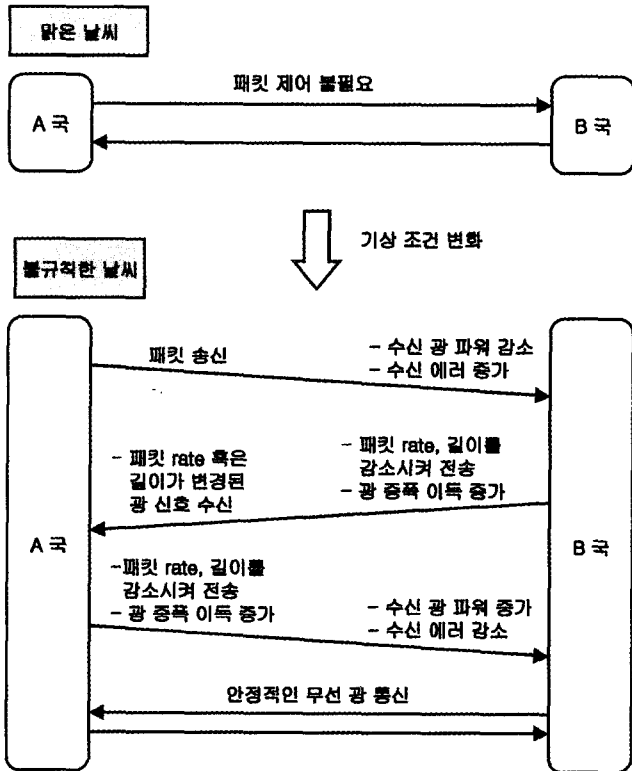 맑은 날씨
패킷 제어 불필요
A 국
B 국
기상 조건 변화
불규칙한 날씨
패킷 송신
- 수신 광 파워 감소
- 수신 에러 증가
- 패킷 rate 혹은
길이가 변경된
광 신호 수신
- 패킷 rate, 길이를
감소시켜 전송
- 광 증폭 이득 증가
A 국
B 국
-패킷 rate, 길이를
감소시켜 전송
- 광 증폭 이득 증가
- 수신 광 파워 증가
- 수신 에러 감소
안정적인 무선 광 통신